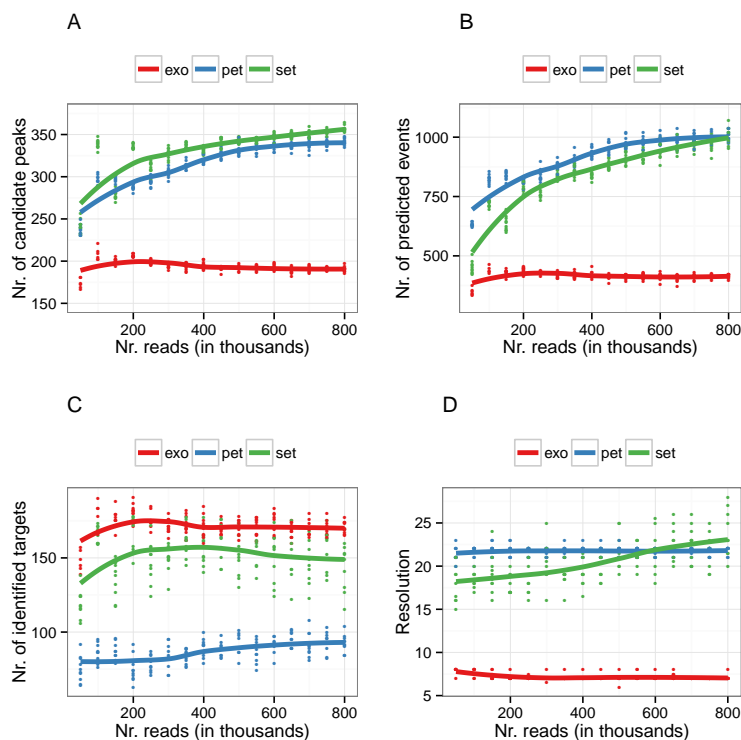 A
exo pet set
350
300
250
200
150
Nr. of candidate peaks
200 400 600 800
Nr. reads (in thousands)
B
exo pet set
1000
750
500
Nr. of predicted events
200 400 600 800
Nr. reads (in thousands)
C
exo pet set
150
100
Nr. of identified targets
200 400 600 800
Nr. reads (in thousands)
D
exo pet set
25
20
15
10
5
Resolution
200 400 600 800
Nr. reads (in thousands)